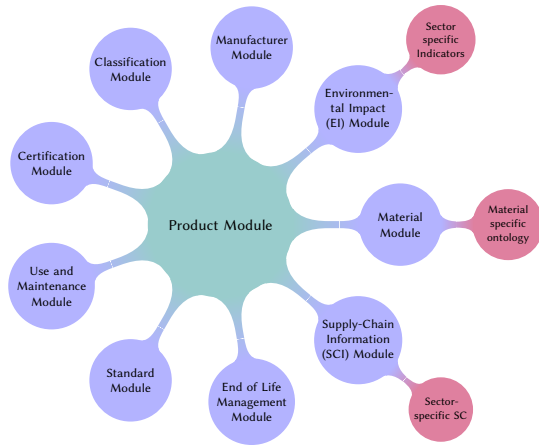 Sector
specific
Indicators
Manufacturer
Module
Classification
Module
Environmen-
tal Impact
(EI) Module
Certification
Module
Product Module
Material
Module
Material
specific
ontology
Use and
Maintenance
Module
Supply-Chain
Information
(SCI) Module
Standard
Module
End of Life
Management
Module
Sector-
specific SC